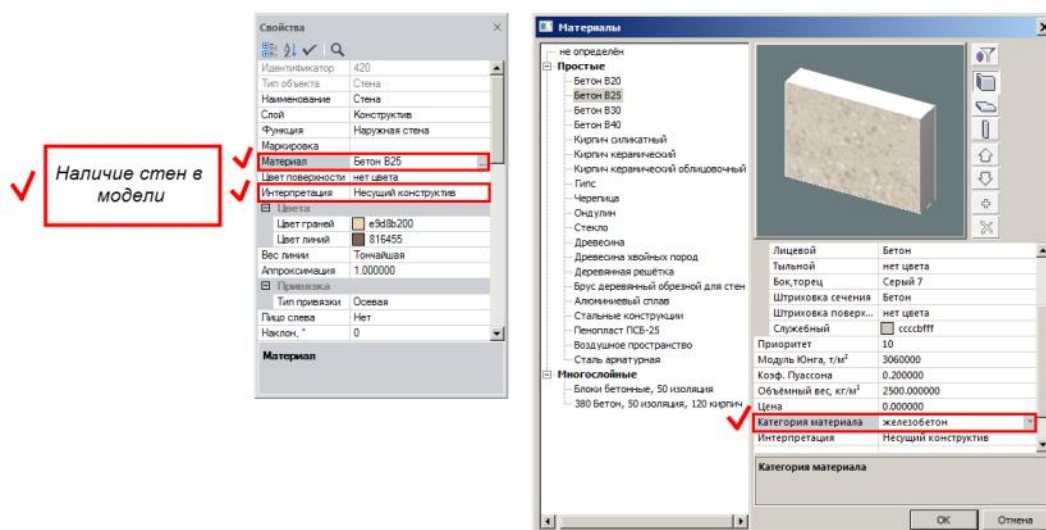 Наличие стен в
модели
Свойства
Идентификатор 420
Тип объекта Стена
Наименование Стена
Слой Конструктив
Функция Наружная стена
Маркировка
Материал Бетон B25 ...
Цвет поверхности нет цвета
Интерпретация Несущий конструктив
Цвета
Цвет граней e9d8b200
Цвет линий 816455
Вес линии Тончайшая
Аппроксимация 1.000000
Привязка
Тип привязки Осевая
Лицо слева Нет
Наклон, ° 0
Материал
Материалы
не определён
Простые
Бетон B20
Бетон B25
Бетон B30
Бетон B40
Кирпич силикатный
Кирпич керамический
Кирпич керамический облицовочный
Гипс
Черепица
Ондулин
Стекло
Древесина
Древесина хвойных пород
Деревянная решётка
Брус деревянный обрезной для стен
Алюминиевый сплав
Стальные конструкции
Пенопласт ПСБ-25
Воздушное пространство
Сталь арматурная
Многослойные
Блоки бетонные, 50 изоляция
380 Бетон, 50 изоляция, 120 кирпич
Лицевой Бетон
Тыльной нет цвета
Бок,торец Серый 7
Штриховка сечения Бетон
Штриховка поверх... нет цвета
Служебный ccccbfff
Приоритет 10
Модуль Юнга, т/м² 3060000
Коэф. Пуассона 0.200000
Объёмный вес, кг/м³ 2500.000000
Цена 0.000000
Категория материала железобетон
Интерпретация Несущий конструктив
Категория материала
OK Отмена